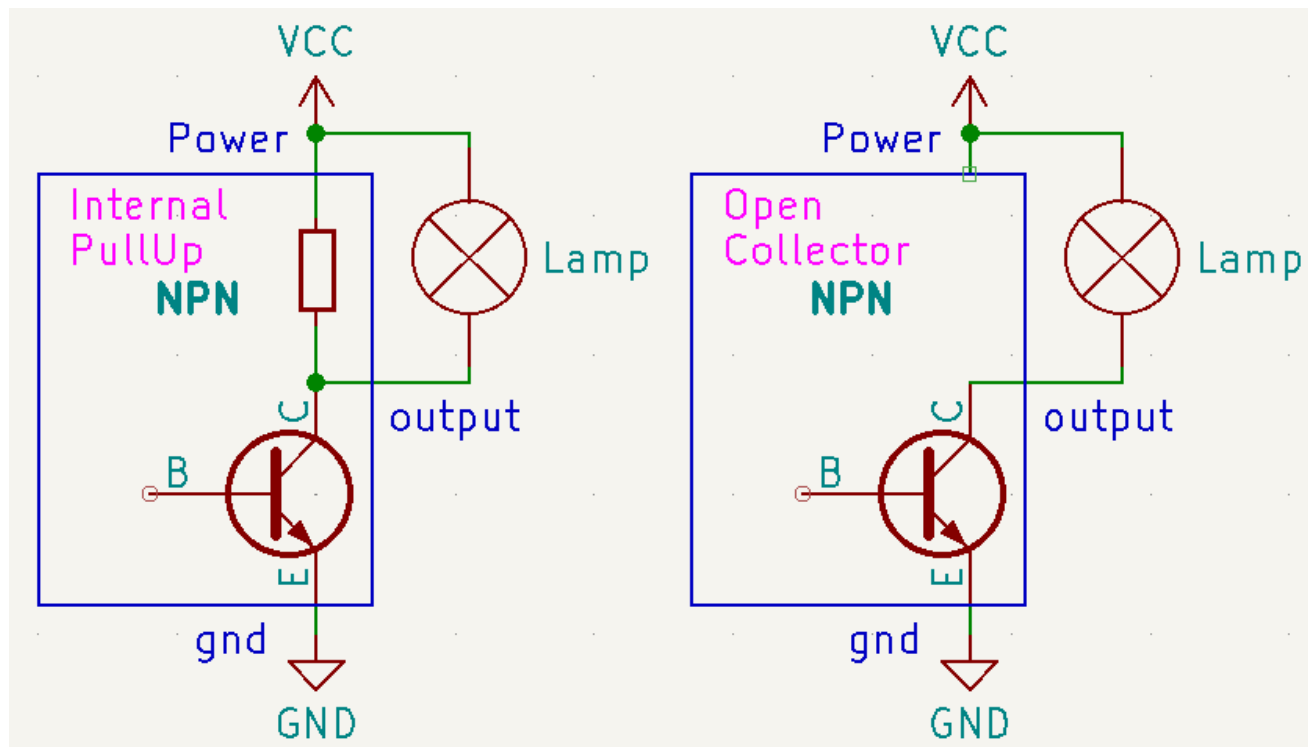 VCC
Power
Internal
PullUp
NPN
Lamp
C
output
B
E
gnd
GND
VCC
Power
Open
Collector
NPN
Lamp
C
output
B
E
gnd
GND